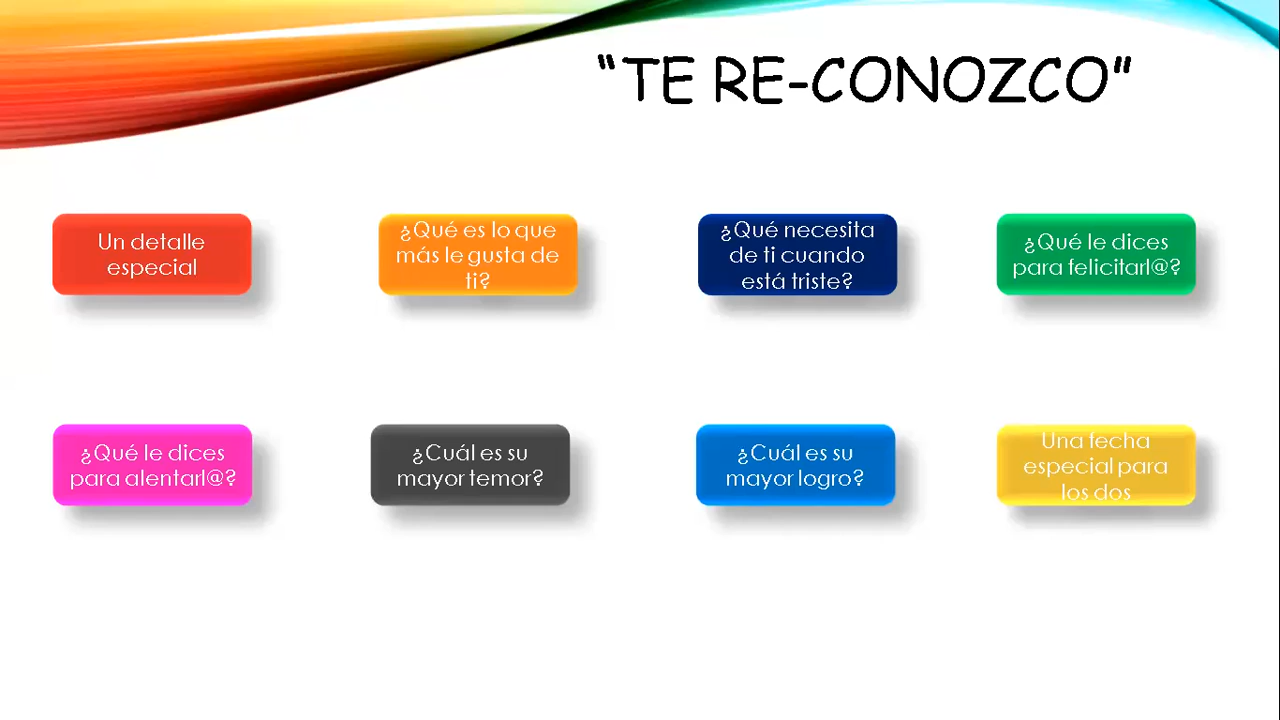 "TE RE-CONOZCO"
Un detalle
especial
¿Qué es lo que
más le gusta de
ti?
¿Qué necesita
de ti cuando
está triste?
¿Qué le dices
para felicitarl@?
¿Qué le dices
para alentarl@?
¿Cuál es su
mayor temor?
¿Cuál es su
mayor logro?
Una fecha
especial para
los dos